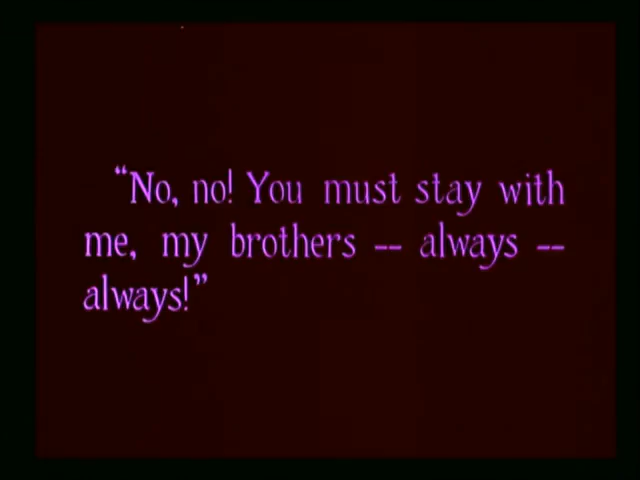 “No, no! You must stay with
me, my brothers -- always --
always!”